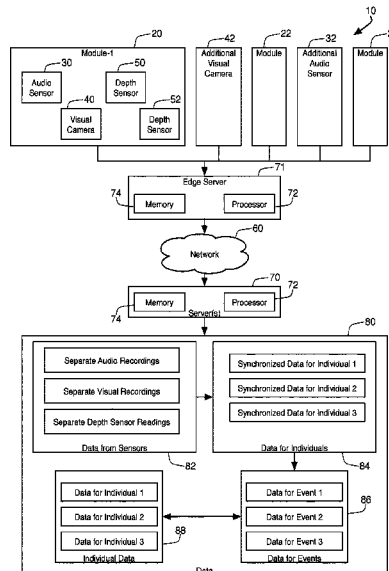 10
20
Module-1
30
Audio Sensor
50
Depth Sensor
40
Visual Camera
52
Depth Sensor
42
Additional Visual Camera
22
Module
32
Additional Audio Sensor
Module
71
Edge Server
74
Memory
Processor
72
60
Network
70
Memory
Processor
72
74
Server(s)
80
Separate Audio Recordings
Separate Visual Recordings
Separate Depth Sensor Readings
Data from Sensors
82
Synchronized Data for Individual 1
Synchronized Data for Individual 2
Synchronized Data for Individual 3
Data for Individuals
84
Data for Individual 1
Data for Individual 2
Data for Individual 3
88
Individual Data
Data for Event 1
Data for Event 2
Data for Event 3
86
Data for Events
Data